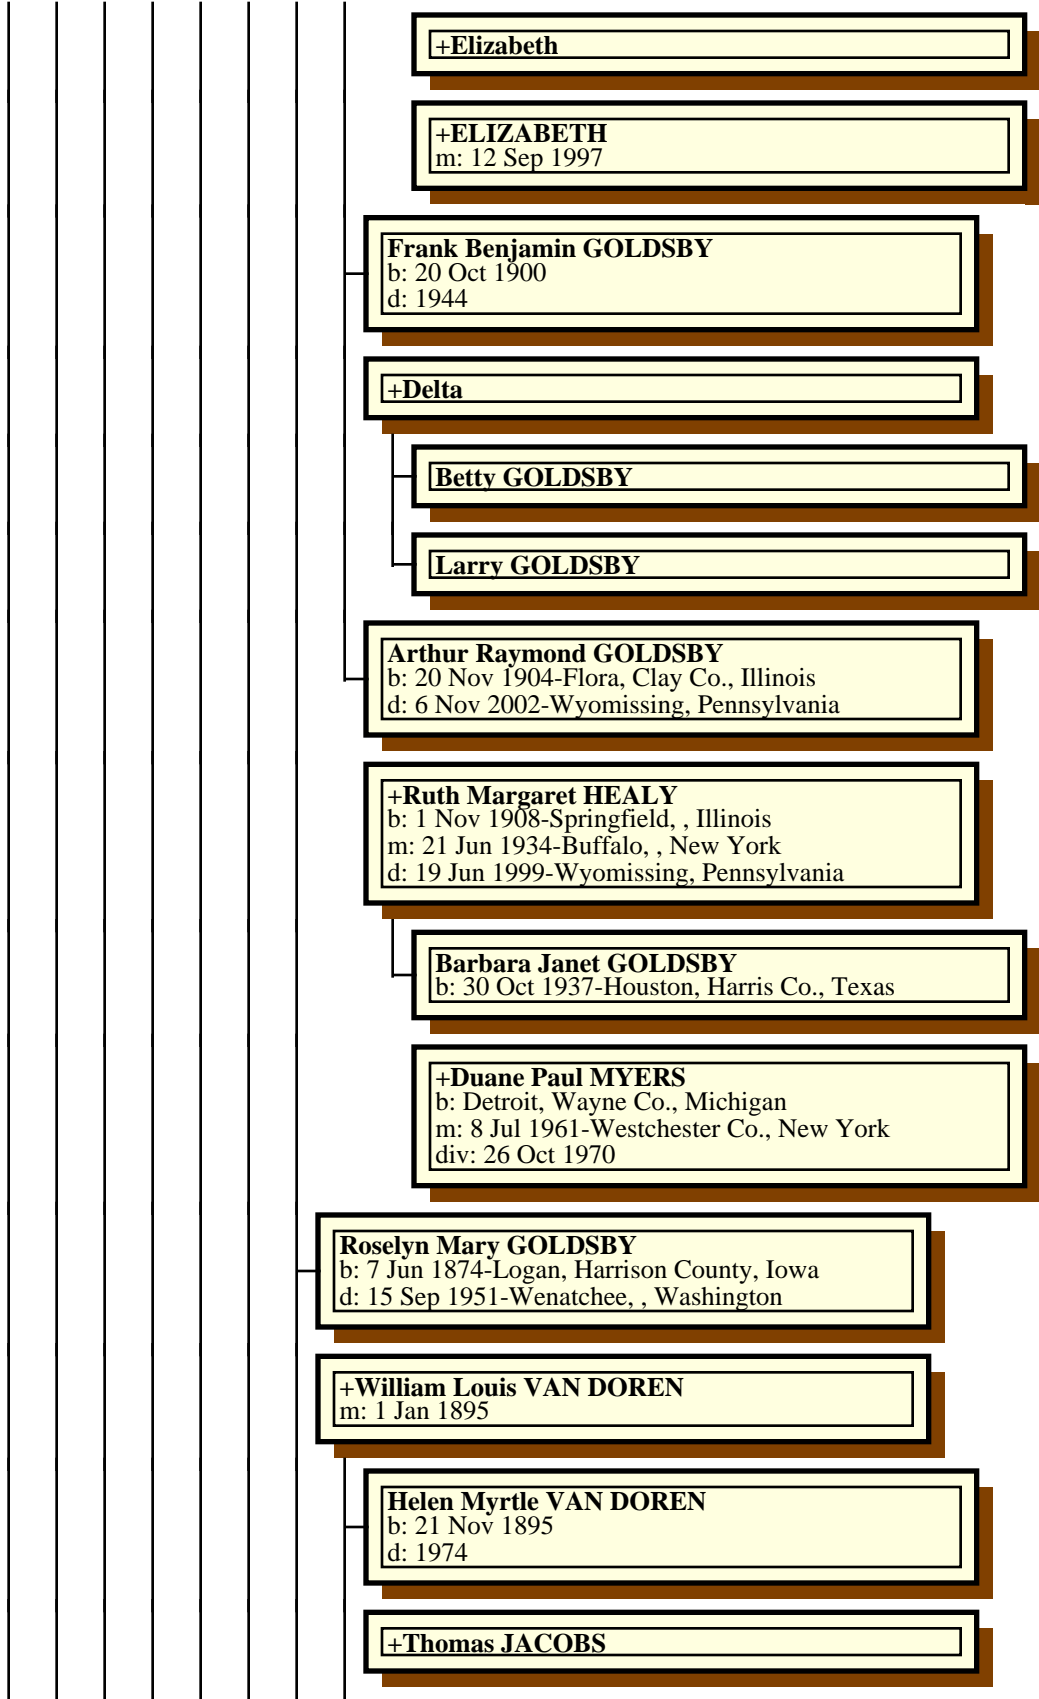 +Elizabeth
+ELIZABETH
m: 12 Sep 1997
Frank Benjamin GOLDSBY
b: 20 Oct 1900
d: 1944
+Delta
Betty GOLDSBY
Larry GOLDSBY
Arthur Raymond GOLDSBY
b: 20 Nov 1904-Flora, Clay Co., Illinois
d: 6 Nov 2002-Wyomissing, Pennsylvania
+Ruth Margaret HEALY
b: 1 Nov 1908-Springfield, , Illinois
m: 21 Jun 1934-Buffalo, , New York
d: 19 Jun 1999-Wyomissing, Pennsylvania
Barbara Janet GOLDSBY
b: 30 Oct 1937-Houston, Harris Co., Texas
+Duane Paul MYERS
b: Detroit, Wayne Co., Michigan
m: 8 Jul 1961-Westchester Co., New York
div: 26 Oct 1970
Roselyn Mary GOLDSBY
b: 7 Jun 1874-Logan, Harrison County, Iowa
d: 15 Sep 1951-Wenatchee, , Washington
+William Louis VAN DOREN
m: 1 Jan 1895
Helen Myrtle VAN DOREN
b: 21 Nov 1895
d: 1974
+Thomas JACOBS